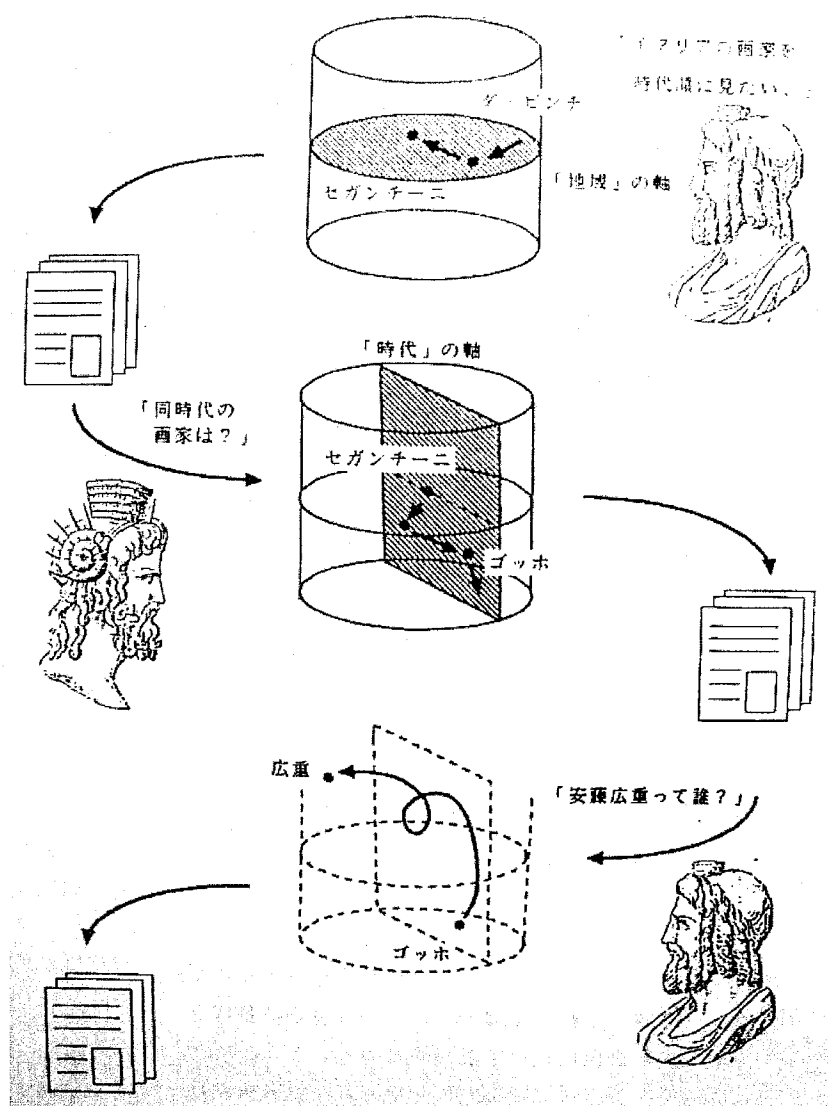 「イタリアの画家を
時代順に見たい。」
ダ・ビンチ
セガンチーニ
「地域」の軸
「時代」の軸
「同時代の
画家は？」
セガンチーニ
ゴッホ
広重
「安藤広重って誰？」
ゴッホ